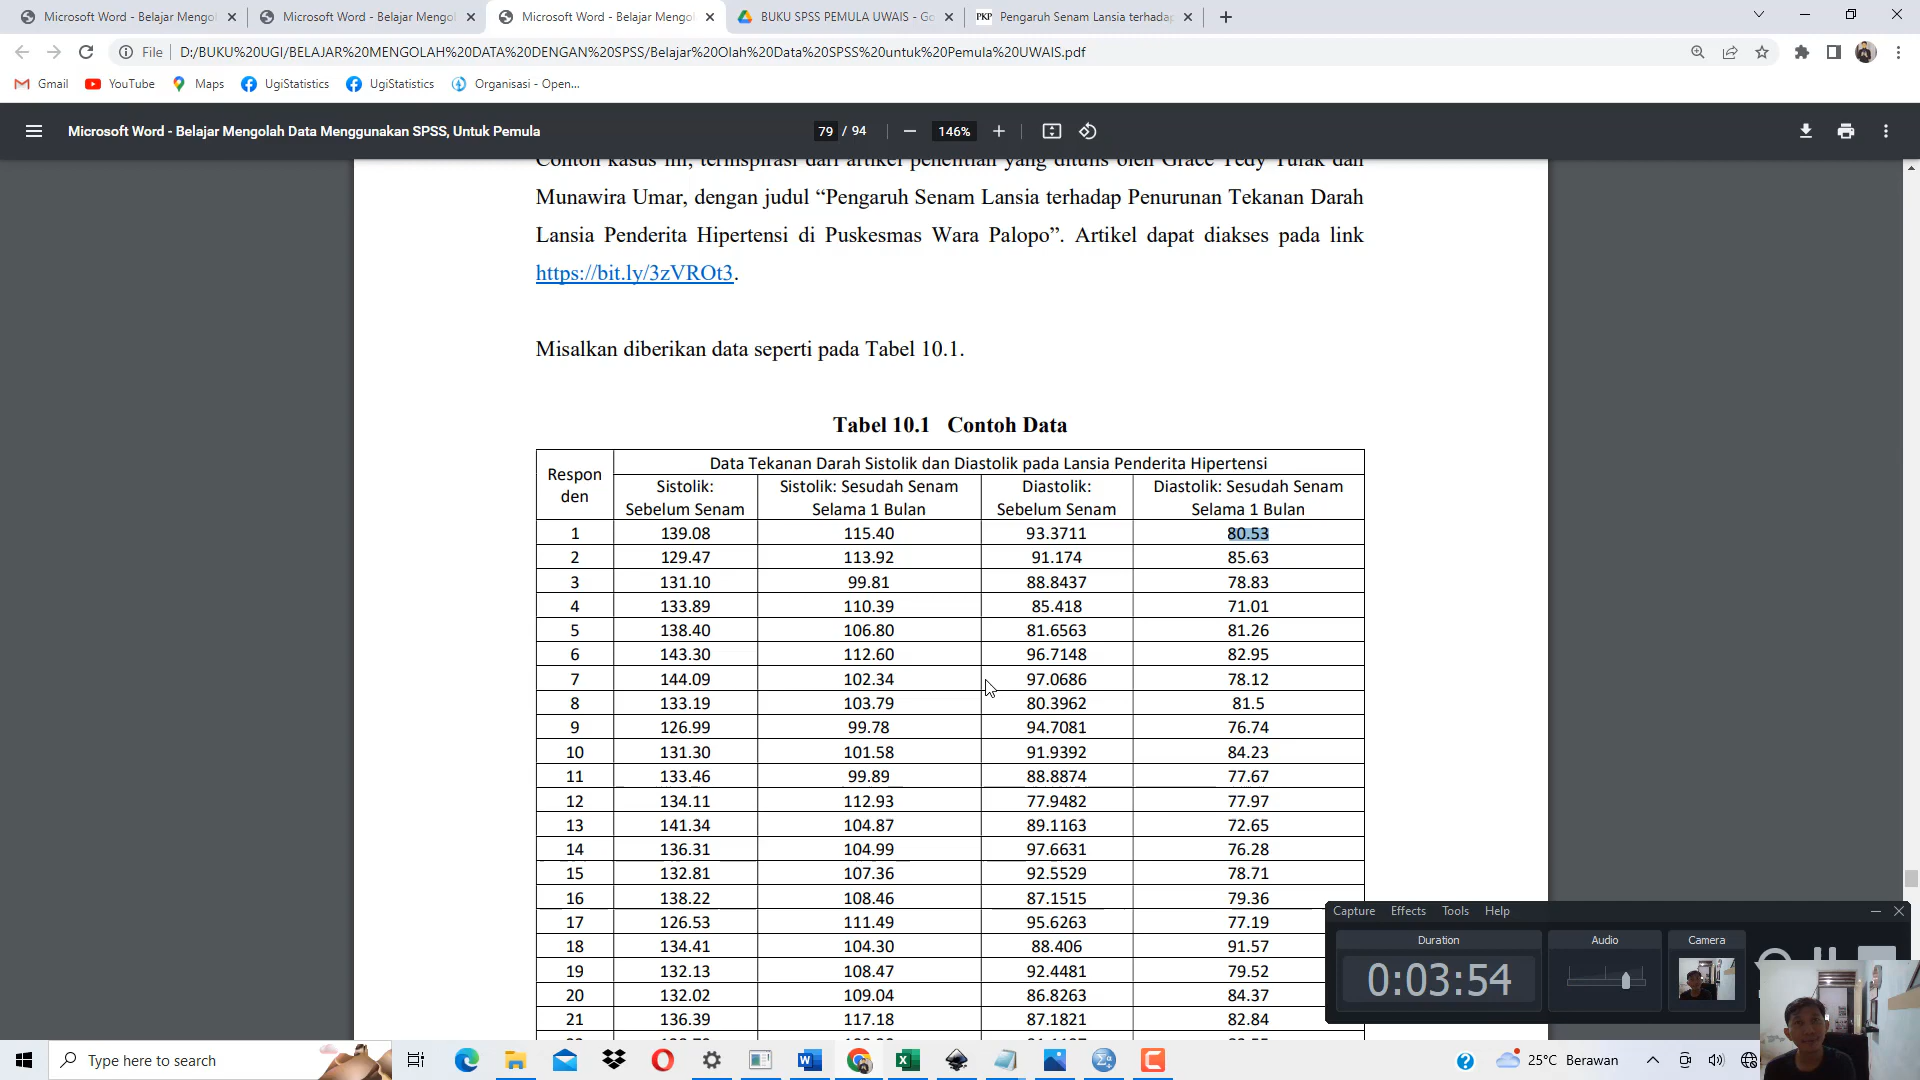 Microsoft Word - Belajar Mengol
Microsoft Word - Belajar Mengol
Microsoft Word - Belajar Mengol
BUKU SPSS PEMULA UWAIS - Go
PKP Pengaruh Senam Lansia terhadap
File D:/BUKU%20UGI/BELAJAR%20MENGOLAH%20DATA%20DENGAN%20SPSS/Belajar%20Olah%20Data%20SPSS%20untuk%20Pemula%20UWAIS.pdf
Gmail YouTube Maps UgiStatistics UgiStatistics Organisasi - Open...
Microsoft Word - Belajar Mengolah Data Menggunakan SPSS, Untuk Pemula 79 / 94 146%
Contoh kasus ini, terinspirasi dari artikel penelitian yang ditulis oleh Grace Tedy Tulak dan
Munawira Umar, dengan judul “Pengaruh Senam Lansia terhadap Penurunan Tekanan Darah
Lansia Penderita Hipertensi di Puskesmas Wara Palopo”. Artikel dapat diakses pada link
https://bit.ly/3zVROt3.
Misalkan diberikan data seperti pada Tabel 10.1.
Tabel 10.1 Contoh Data
Respon
den
Data Tekanan Darah Sistolik dan Diastolik pada Lansia Penderita Hipertensi
Sistolik: Sistolik: Sesudah Senam Diastolik: Diastolik: Sesudah Senam
Sebelum Senam Selama 1 Bulan Sebelum Senam Selama 1 Bulan
1 139.08 115.40 93.3711 80.53
2 129.47 113.92 91.174 85.63
3 131.10 99.81 88.8437 78.83
4 133.89 110.39 85.418 71.01
5 138.40 106.80 81.6563 81.26
6 143.30 112.60 96.7148 82.95
7 144.09 102.34 97.0686 78.12
8 133.19 103.79 80.3962 81.5
9 126.99 99.78 94.7081 76.74
10 131.30 101.58 91.9392 84.23
11 133.46 99.89 88.8874 77.67
12 134.11 112.93 77.9482 77.97
13 141.34 104.87 89.1163 72.65
14 136.31 104.99 97.6631 76.28
15 132.81 107.36 92.5529 78.71
16 138.22 108.46 87.1515 79.36
17 126.53 111.49 95.6263 77.19
18 134.41 104.30 88.406 91.57
19 132.13 108.47 92.4481 79.52
20 132.02 109.04 86.8263 84.37
21 136.39 117.18 87.1821 82.84
Capture Effects Tools Help
Duration Audio Camera
0:03:54
Type here to search
25°C Berawan